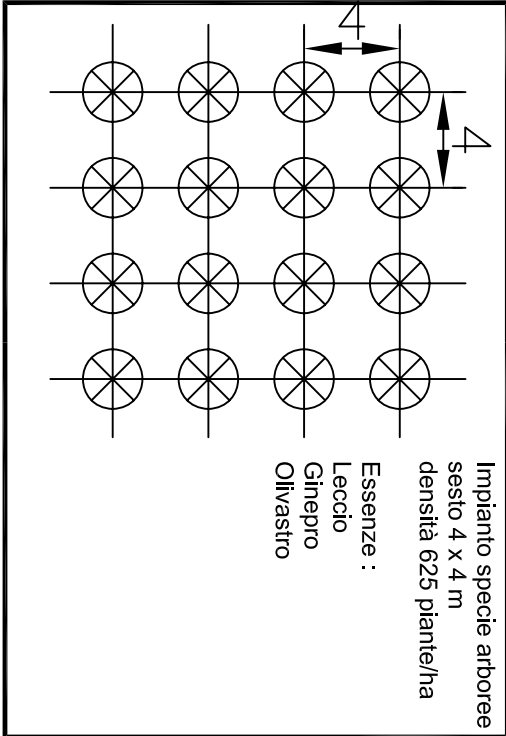 4
4
Impianto specie arboree
sesto 4 x 4 m
densità 625 piante/ha
Essenze :
Leccio
Ginepro
Olivastro